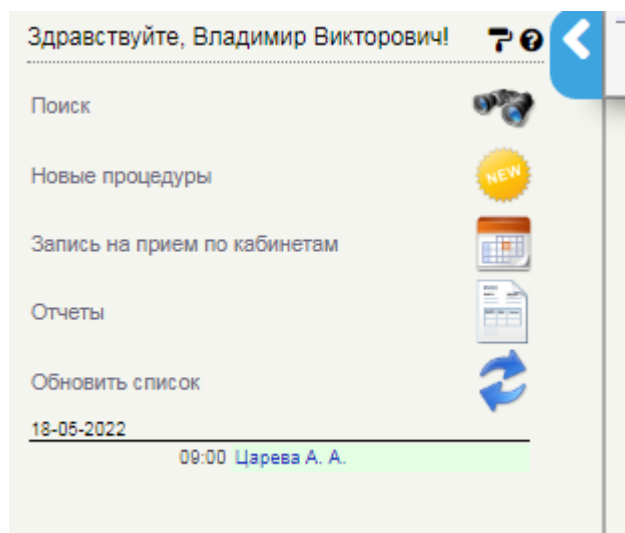 Здравствуйте, Владимир Викторович!
Поиск
Новые процедуры
NEW
Запись на прием по кабинетам
Отчеты
Обновить список
18-05-2022
09:00 Царева А. А.